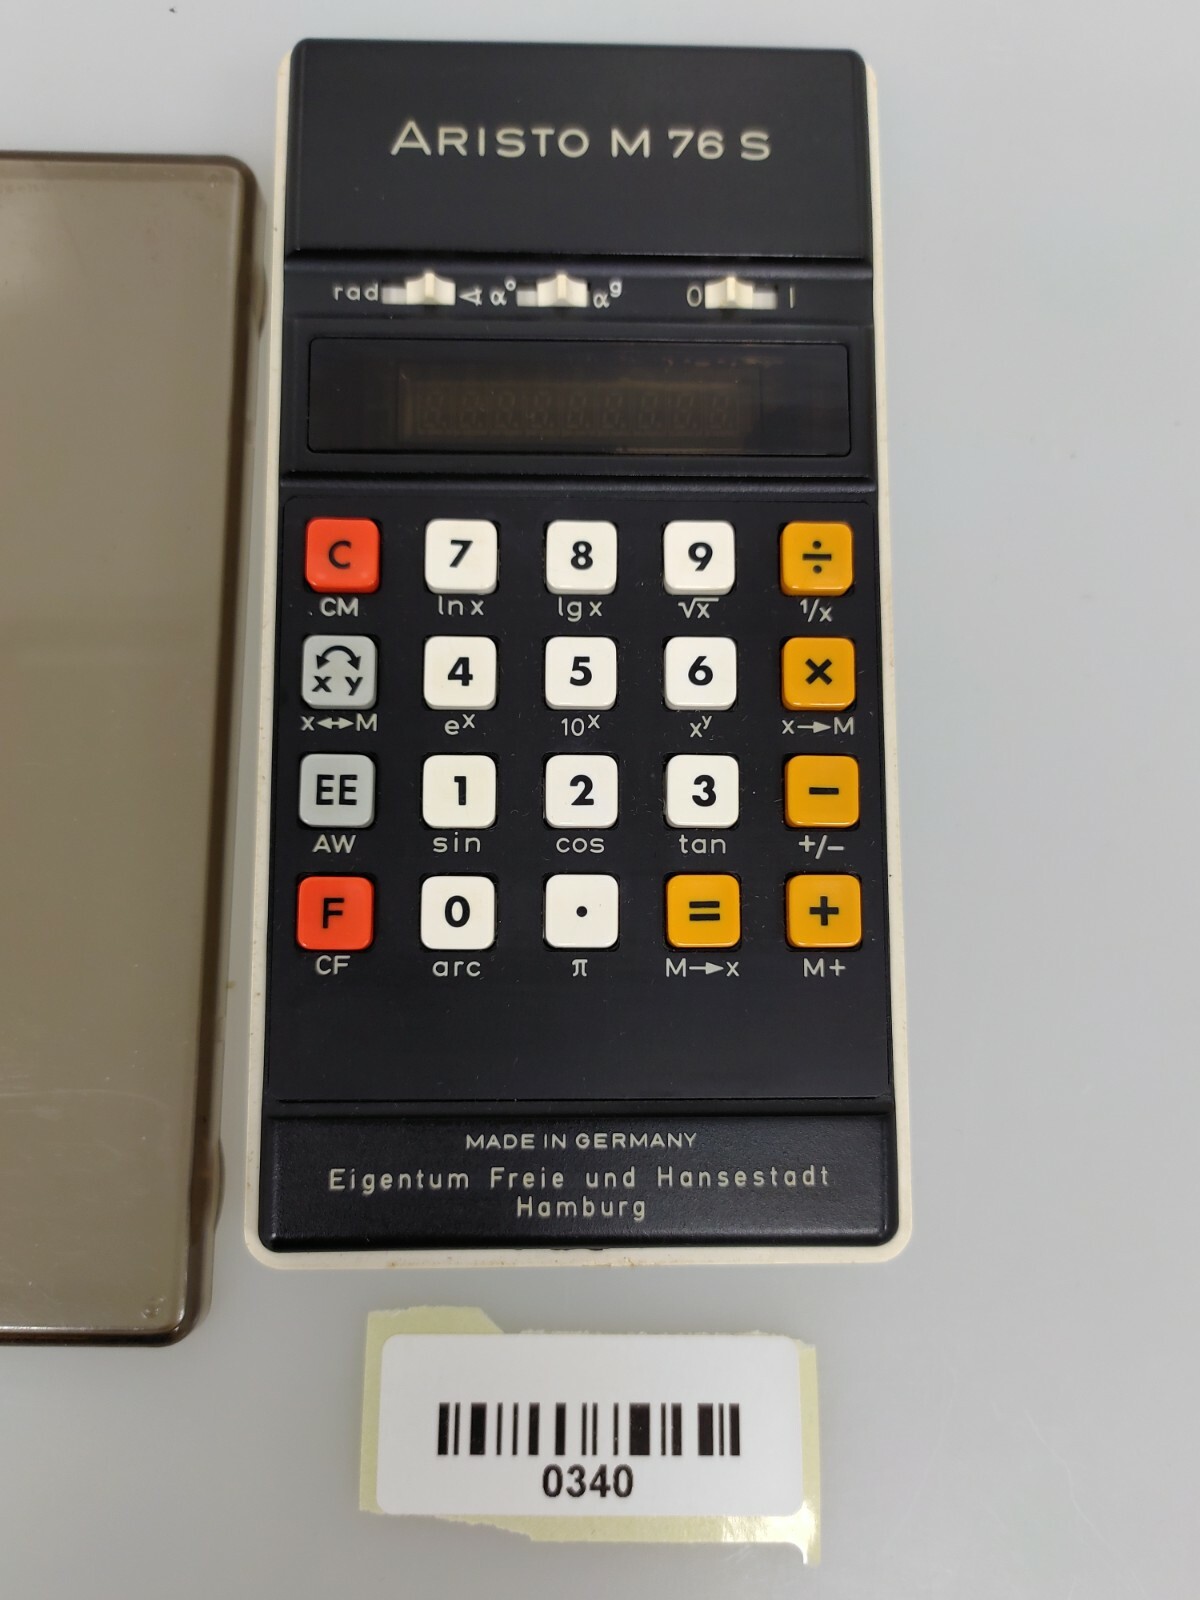 ARISTO M 76 S
rad ∢ α° αᵍ 0 I
C 7 8 9 ÷
CM ln x lg x √x 1/x
x y 4 5 6 ×
x↔M eˣ 10ˣ xʸ x→M
EE 1 2 3 −
AW sin cos tan +/−
F 0 . = +
CF arc π M→x M+
MADE IN GERMANY
Eigentum Freie und Hansestadt
Hamburg
0340